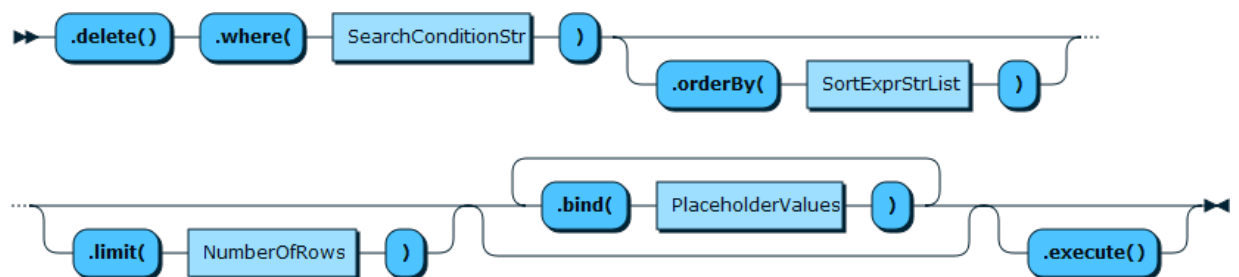 .delete() .where( SearchConditionStr )
.orderBy( SortExprStrList )
.bind( PlaceholderValues )
.limit( NumberOfRows ) .execute()